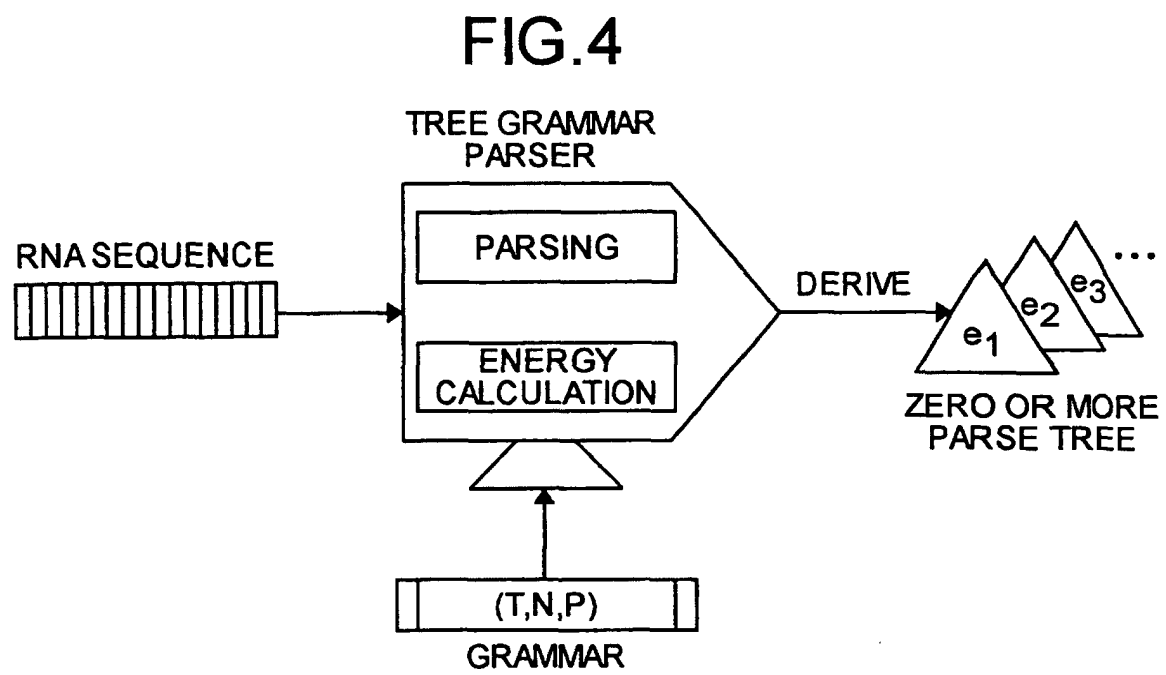 FIG.4
TREE GRAMMAR
PARSER
RNA SEQUENCE
PARSING
ENERGY
CALCULATION
DERIVE
e1
e2
e3
...
ZERO OR MORE
PARSE TREE
(T,N,P)
GRAMMAR